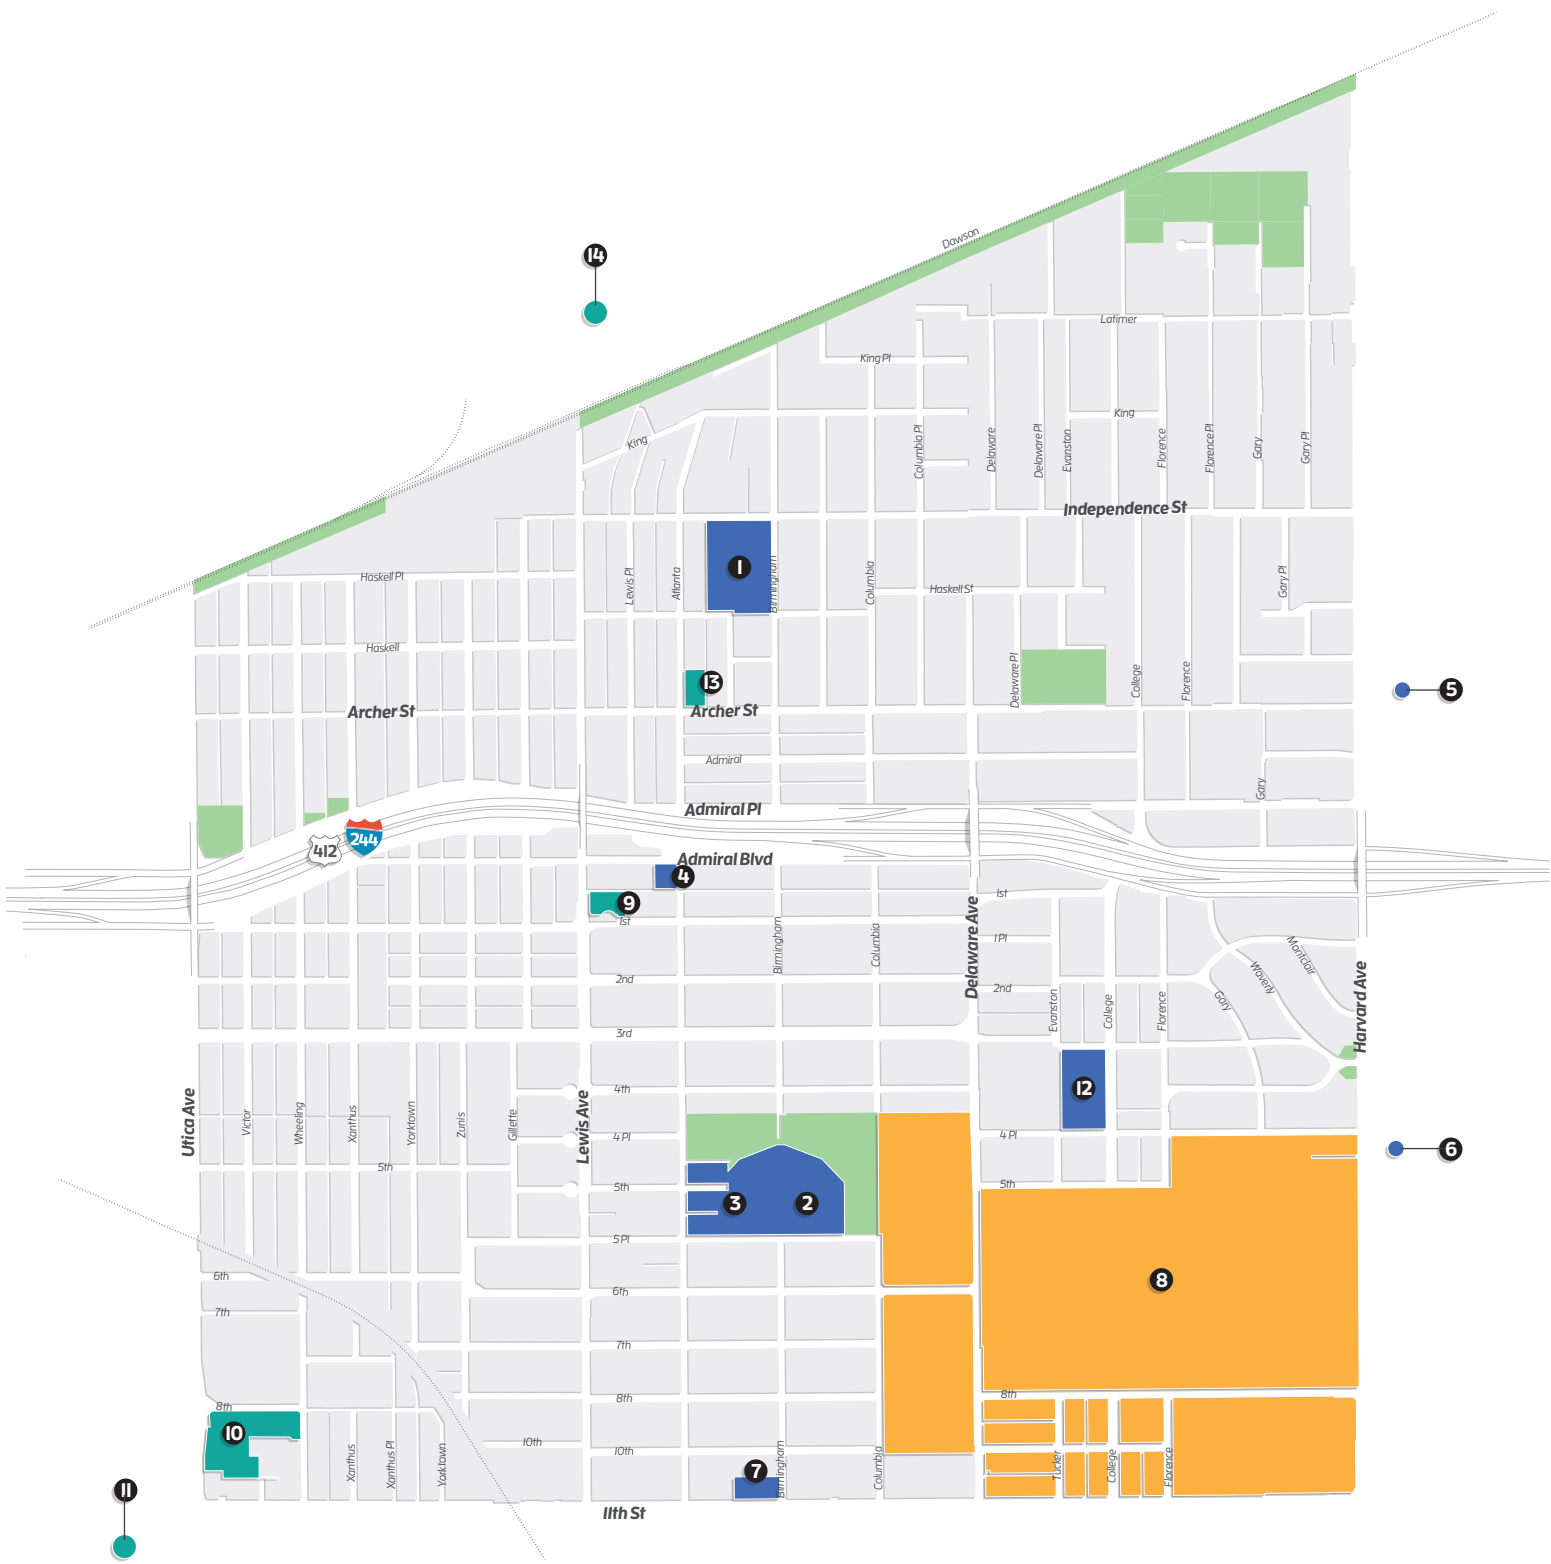 14
Dawson
Latimer
King Pl
King
King
Columbia Pl
Delaware
Delaware Pl
Evanston
Florence
Florence Pl
Gary
Gary Pl
Independence St
1
Haskell Pl
Lewis Pl
Atlanta
Birmingham
Columbia
Haskell St
Gary Pl
Haskell
13
Delaware Pl
College
Florence
5
Archer St
Archer St
Admiral
Gary
Admiral Pl
244
412
Admiral Blvd
4
9
1st
1st
Birmingham
Columbia
Delaware Ave
1 Pl
Montclair
Waverly
Gary
Harvard Ave
2nd
2nd
Evanston
College
Florence
3rd
12
4th
Utica Ave
Victor
Wheeling
Xanthus
Yorktown
Zunis
Gillette
Lewis Ave
4 Pl
4 Pl
6
5th
5th
5th
3
2
5 Pl
6th
6th
8
7th
7th
8th
8th
8th
10
10th
10th
Xanthus
Xanthus Pl
Yorktown
7
Birmingham
Columbia
Tucker
College
Florence
11
11th St